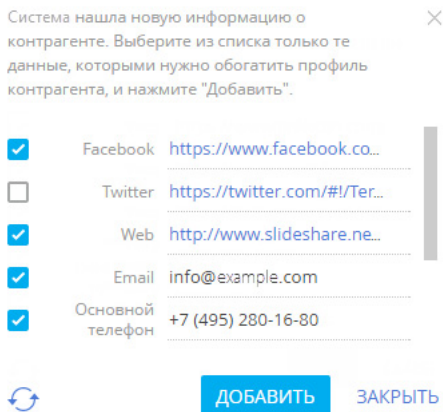 Система нашла новую информацию о
контрагенте. Выберите из списка только те
данные, которыми нужно обогатить профиль
контрагента, и нажмите "Добавить".
Facebook https://www.facebook.co...
Twitter https://twitter.com/#!/Ter...
Web http://www.slideshare.ne...
Email info@example.com
Основной
телефон +7 (495) 280-16-80
ДОБАВИТЬ ЗАКРЫТЬ